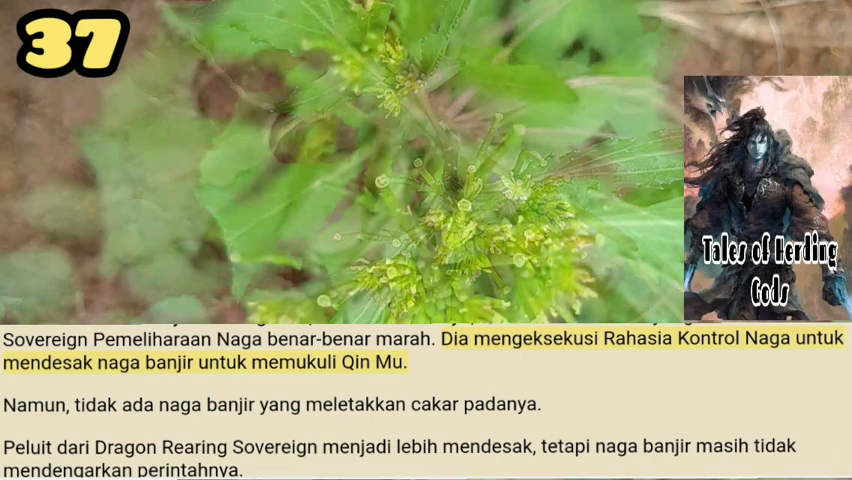 37
Tales of Herding
Gods
Sovereign Pemeliharaan Naga benar-benar marah. Dia mengeksekusi Rahasia Kontrol Naga untuk
mendesak naga banjir untuk memukuli Qin Mu.
Namun, tidak ada naga banjir yang meletakkan cakar padanya.
Peluit dari Dragon Rearing Sovereign menjadi lebih mendesak, tetapi naga banjir masih tidak
mendengarkan perintahnya.